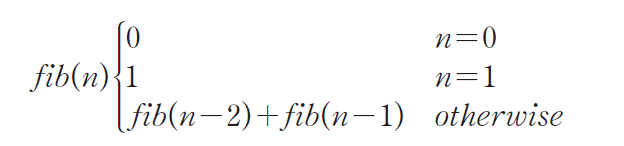 0 n=0
fib(n){1 n=1
fib(n−2)+fib(n−1) otherwise